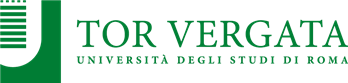 TOR VERGATA
UNIVERSITÀ DEGLI STUDI DI ROMA